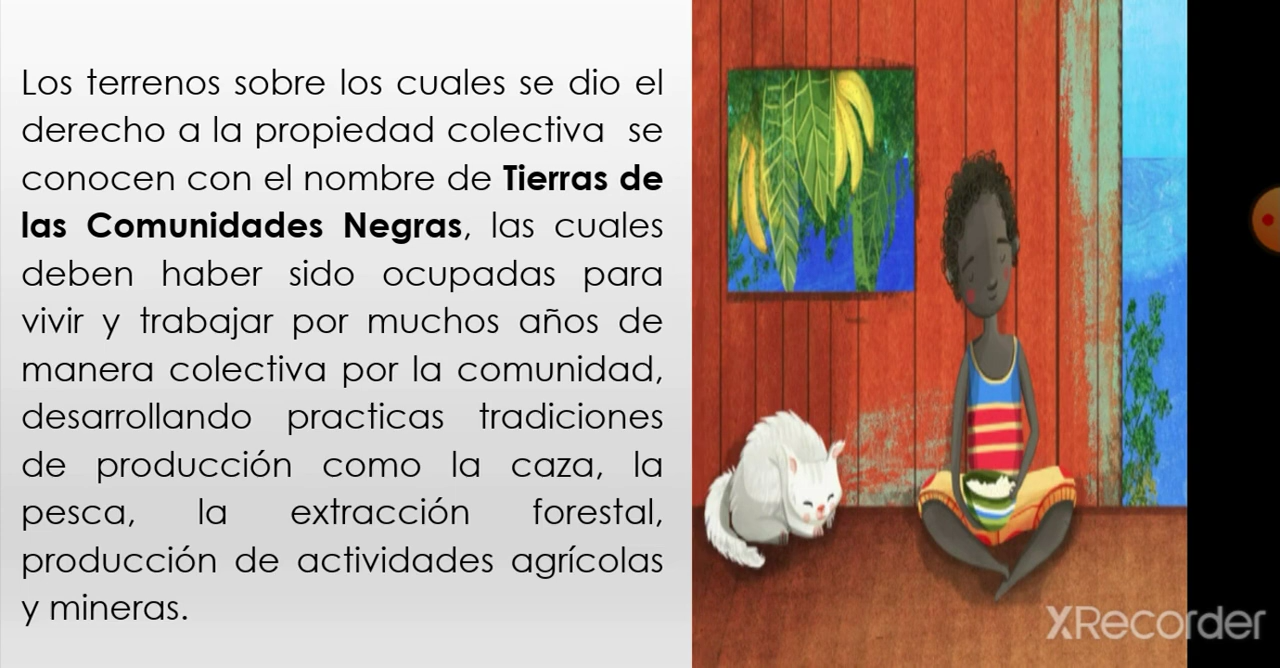 Los terrenos sobre los cuales se dio el
derecho a la propiedad colectiva se
conocen con el nombre de Tierras de
las Comunidades Negras, las cuales
deben haber sido ocupadas para
vivir y trabajar por muchos años de
manera colectiva por la comunidad,
desarrollando practicas tradiciones
de producción como la caza, la
pesca, la extracción forestal,
producción de actividades agrícolas
y mineras.
XRecorder